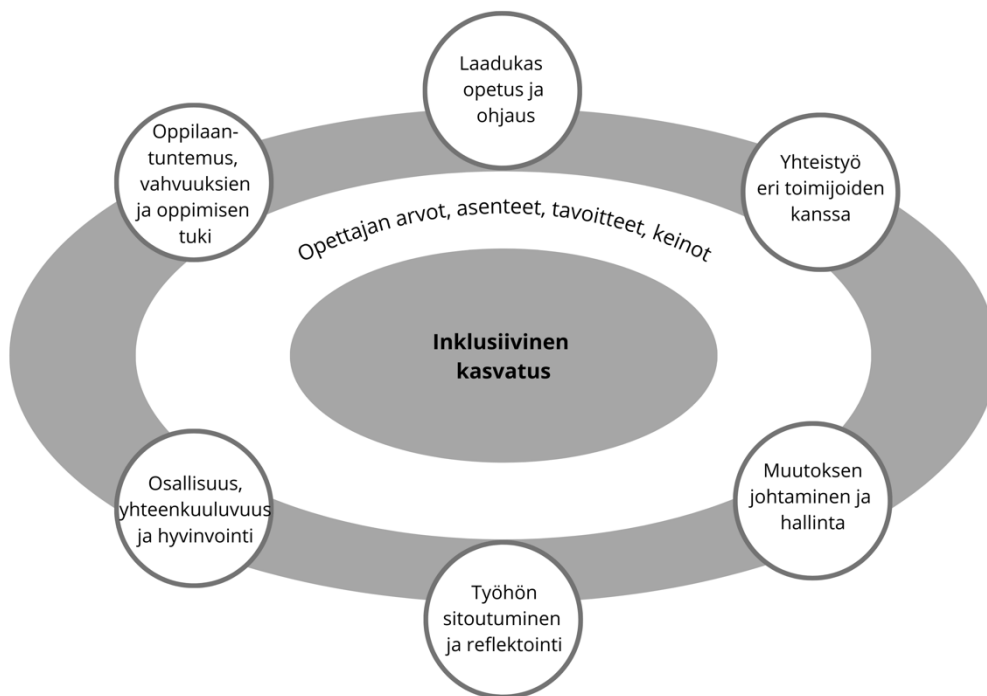 Laadukas
opetus ja
ohjaus
Oppilaan-
tuntemus,
vahvuuksien
ja oppimisen
tuki
Yhteistyö
eri toimijoiden
kanssa
Opettajan arvot, asenteet, tavoitteet, keinot
Inklusiivinen
kasvatus
Osallisuus,
yhteenkuuluvuus
ja hyvinvointi
Muutoksen
johtaminen ja
hallinta
Työhön
sitoutuminen
ja reflektointi